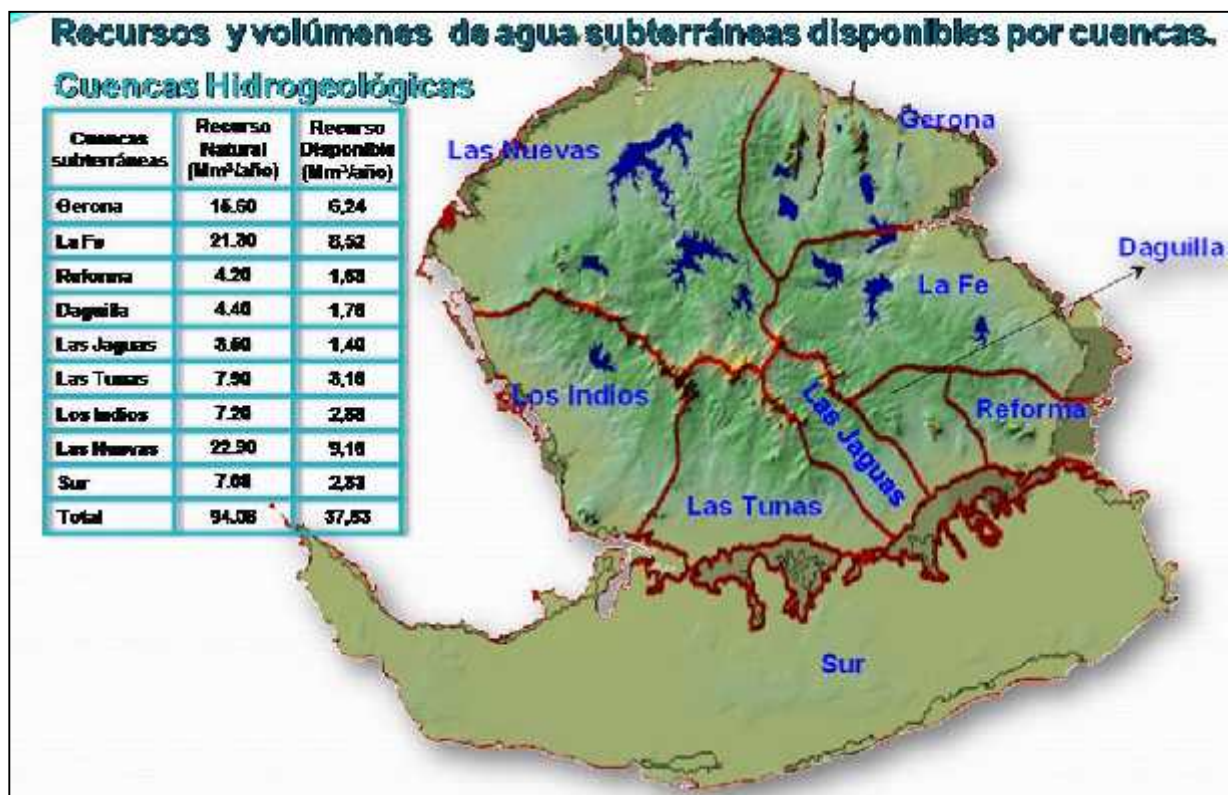 Recursos y volúmenes de agua subterráneas disponibles por cuencas.
Cuencas Hidrogeológicas
Cuencas subterráneas Recurso Natural (Mm³/año) Recurso Disponible (Mm³/año)
Gerona 15.60 6,24
La Fe 21.30 8,52
Reforma 4.20 1,68
Daguilla 4.40 1,76
Las Jaguas 3.50 1,40
Las Tunas 7.90 3,16
Los Indios 7.20 2,88
Las Nuevas 22.90 9,16
Sur 7.08 2,83
Total 94.08 37,63
Las Nuevas
Gerona
Daguilla
La Fe
Los Indios
Las Jaguas
Reforma
Las Tunas
Sur